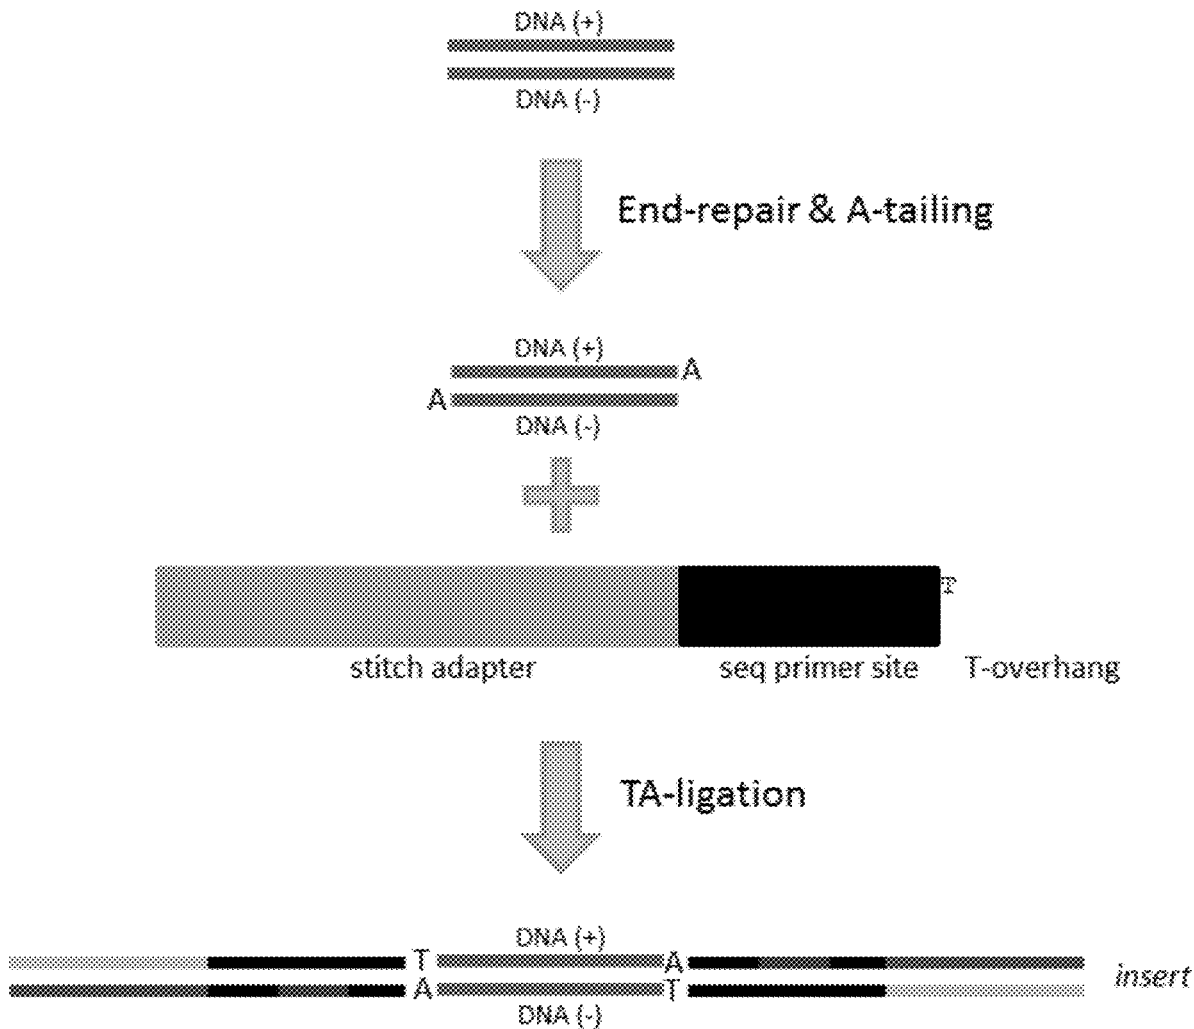 DNA (+)
DNA (-)
End-repair & A-tailing
DNA (+)
A
A
DNA (-)
T
stitch adapter seq primer site T-overhang
TA-ligation
DNA (+)
T A
A T
insert
DNA (-)